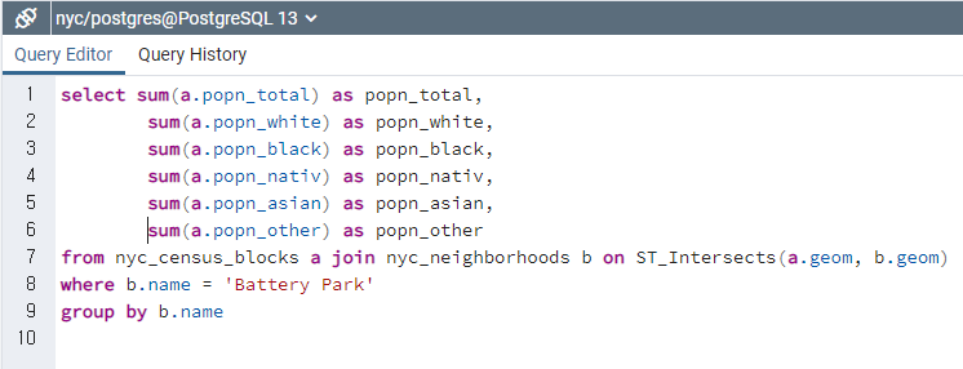 nyc/postgres@PostgreSQL 13
Query Editor Query History
1 select sum(a.popn_total) as popn_total,
2 sum(a.popn_white) as popn_white,
3 sum(a.popn_black) as popn_black,
4 sum(a.popn_nativ) as popn_nativ,
5 sum(a.popn_asian) as popn_asian,
6 sum(a.popn_other) as popn_other
7 from nyc_census_blocks a join nyc_neighborhoods b on ST_Intersects(a.geom, b.geom)
8 where b.name = 'Battery Park'
9 group by b.name
10